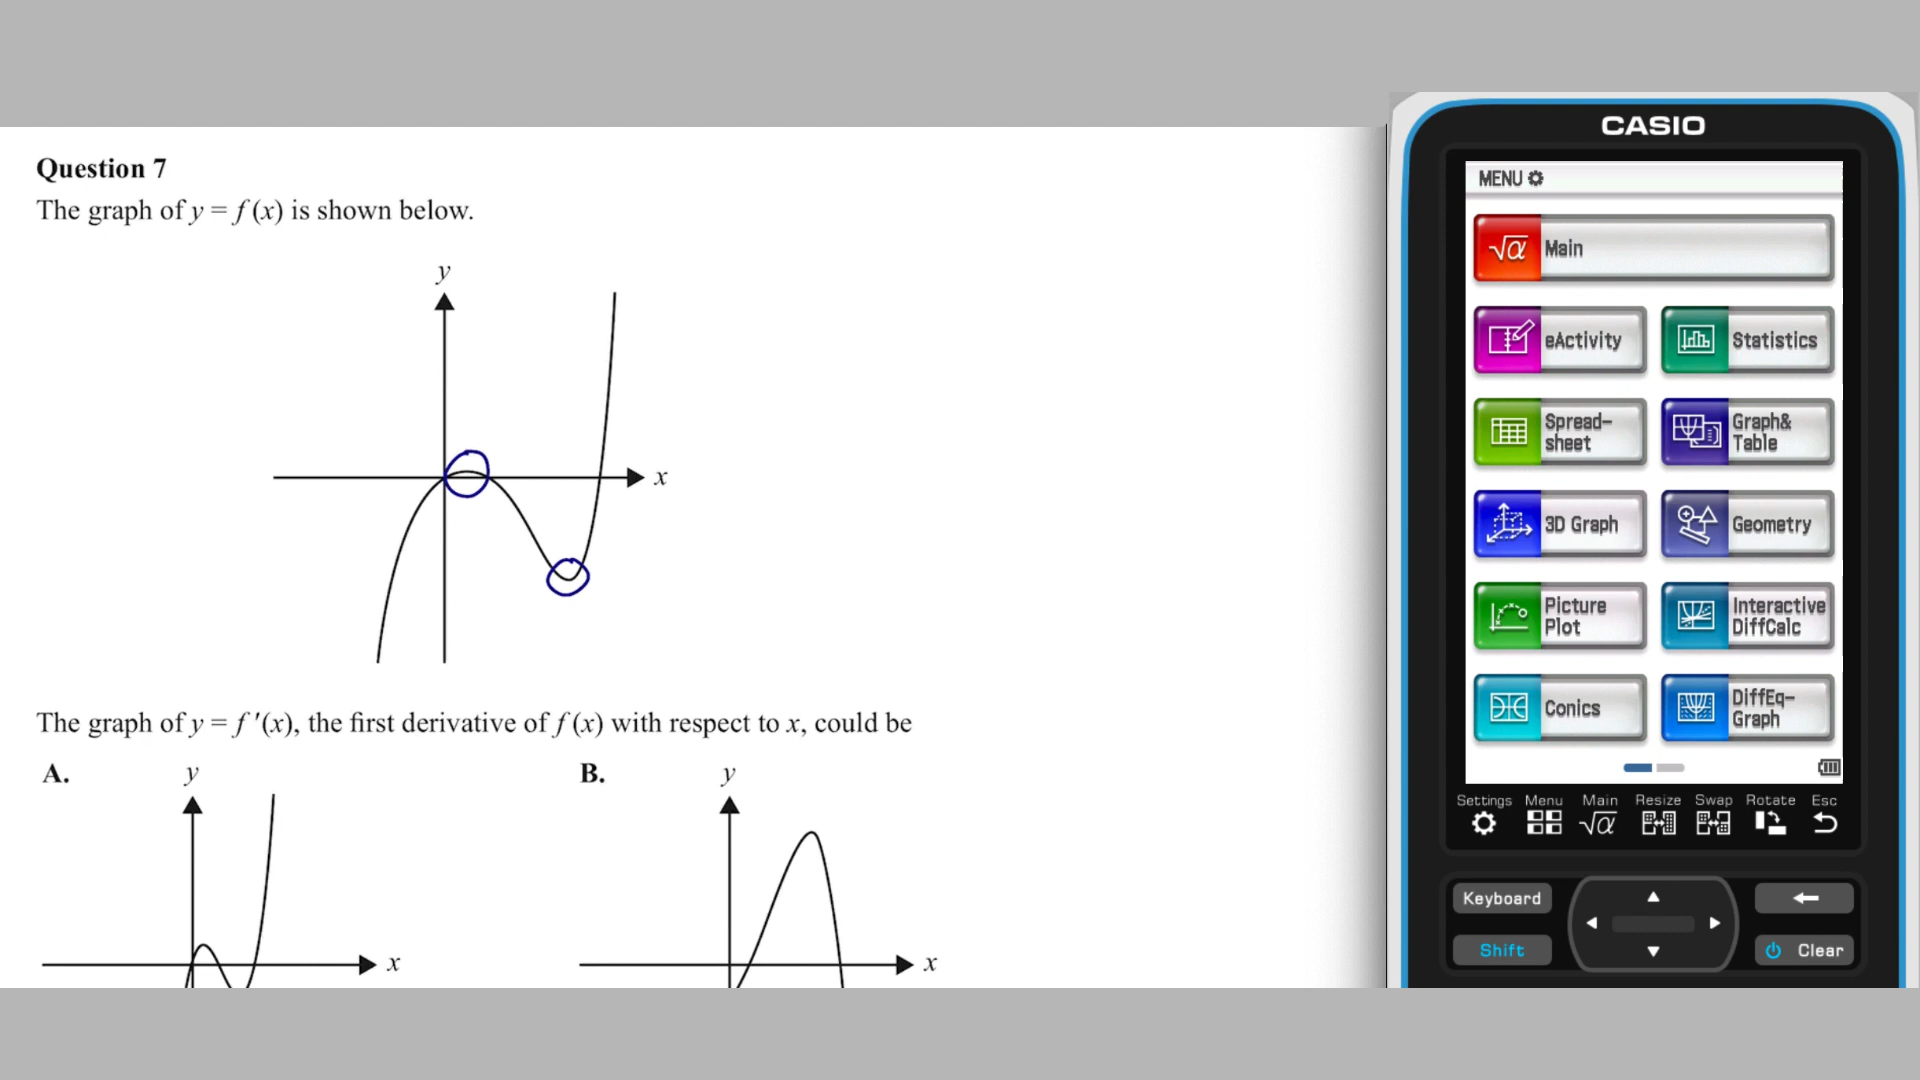 Question 7
The graph of y = f (x) is shown below.
y
x
The graph of y = f ′(x), the first derivative of f (x) with respect to x, could be
A.
y
x
B.
y
x
CASIO
MENU
√α Main
eActivity
Statistics
Spread-
sheet
Graph&
Table
3D Graph
Geometry
Picture
Plot
Interactive
DiffCalc
Conics
DiffEq-
Graph
Settings Menu Main Resize Swap Rotate Esc
√α
Keyboard
Shift
Clear